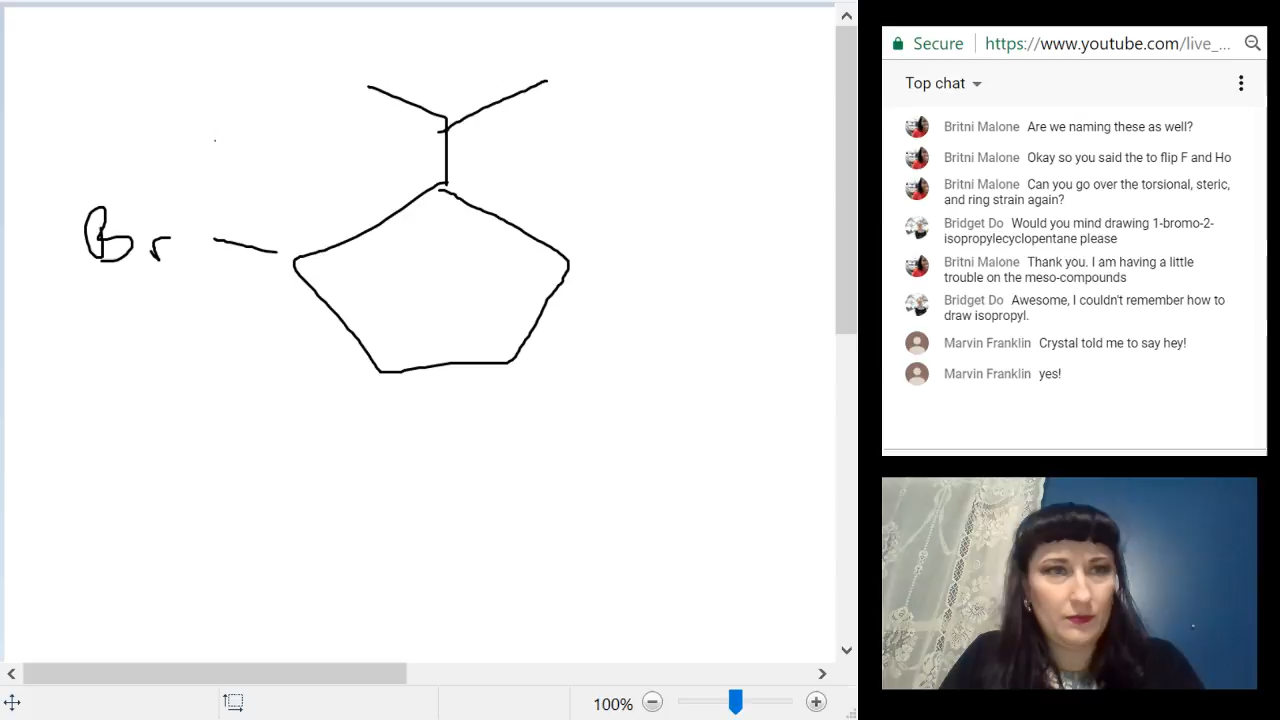 Br
100%
Secure https://www.youtube.com/live_...
Top chat
Britni Malone Are we naming these as well?
Britni Malone Okay so you said the to flip F and Ho
Britni Malone Can you go over the torsional, steric,
and ring strain again?
Bridget Do Would you mind drawing 1-bromo-2-
isopropylecyclopentane please
Britni Malone Thank you. I am having a little
trouble on the meso-compounds
Bridget Do Awesome, I couldn't remember how to
draw isopropyl.
Marvin Franklin Crystal told me to say hey!
Marvin Franklin yes!